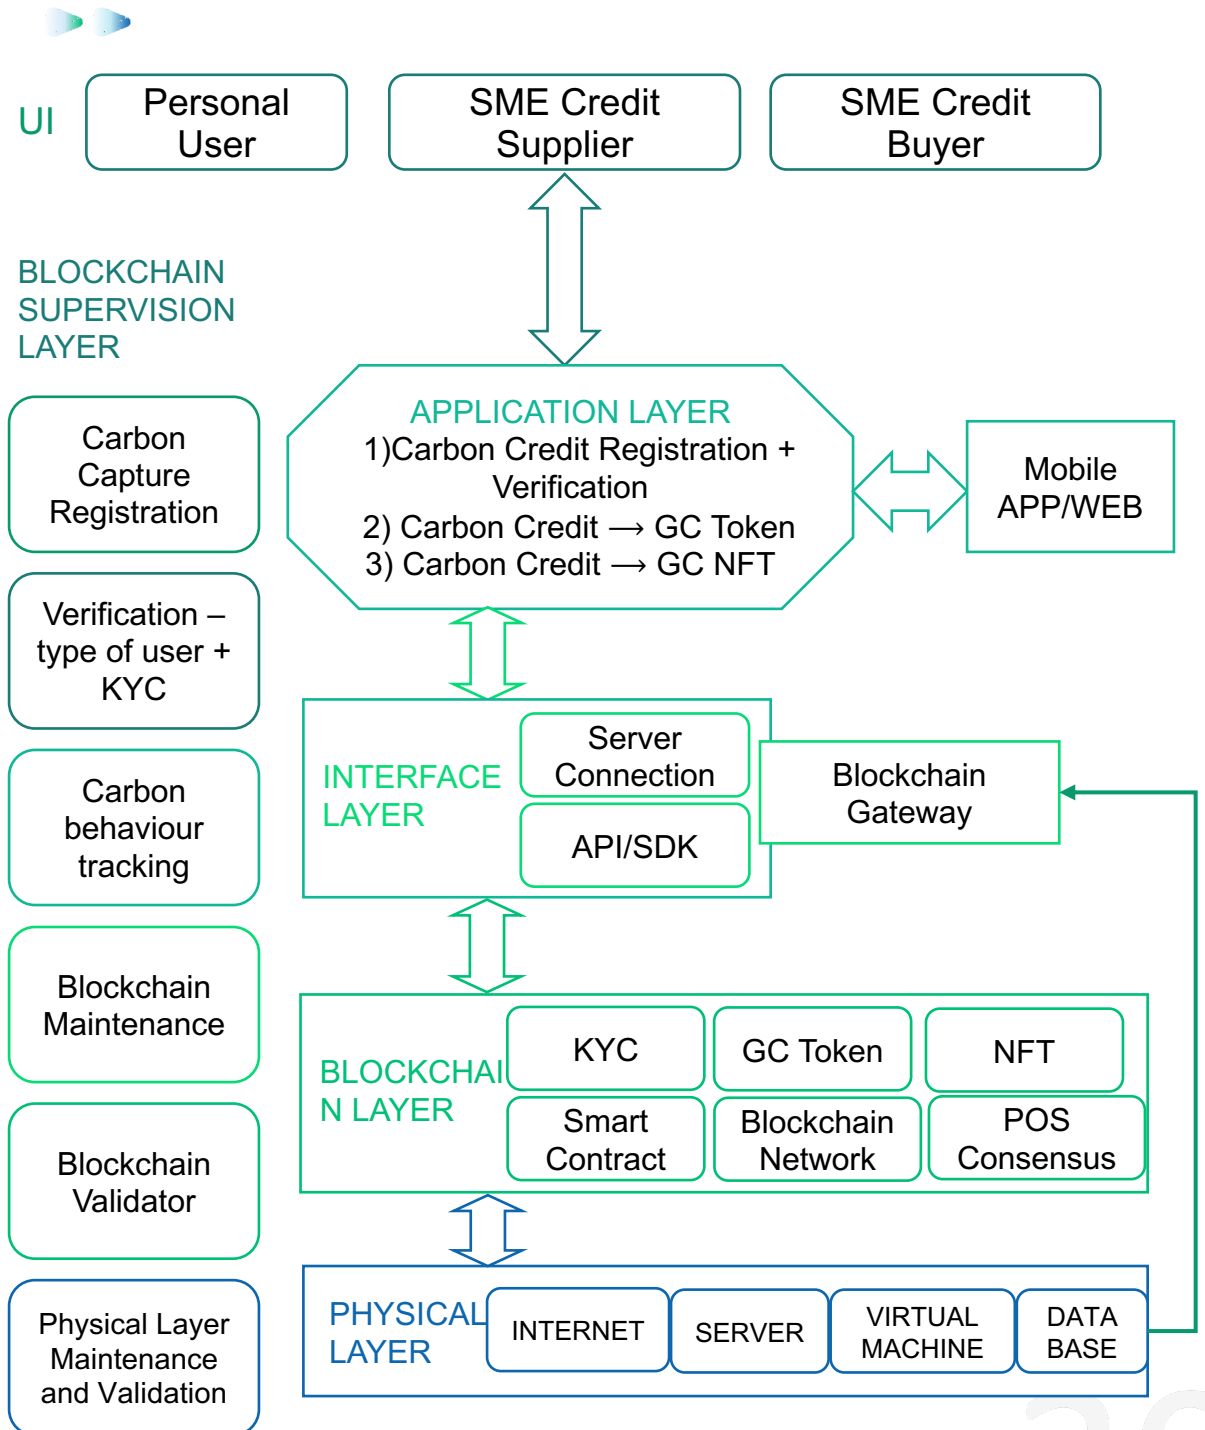 UI
Personal
User
SME Credit
Supplier
SME Credit
Buyer
BLOCKCHAIN
SUPERVISION
LAYER
Carbon
Capture
Registration
Verification –
type of user +
KYC
Carbon
behaviour
tracking
Blockchain
Maintenance
Blockchain
Validator
Physical Layer
Maintenance
and Validation
APPLICATION LAYER
1)Carbon Credit Registration +
Verification
2) Carbon Credit → GC Token
3) Carbon Credit → GC NFT
Mobile
APP/WEB
INTERFACE
LAYER
Server
Connection
API/SDK
Blockchain
Gateway
BLOCKCHAI
N LAYER
KYC
GC Token
NFT
Smart
Contract
Blockchain
Network
POS
Consensus
PHYSICAL
LAYER
INTERNET
SERVER
VIRTUAL
MACHINE
DATA
BASE